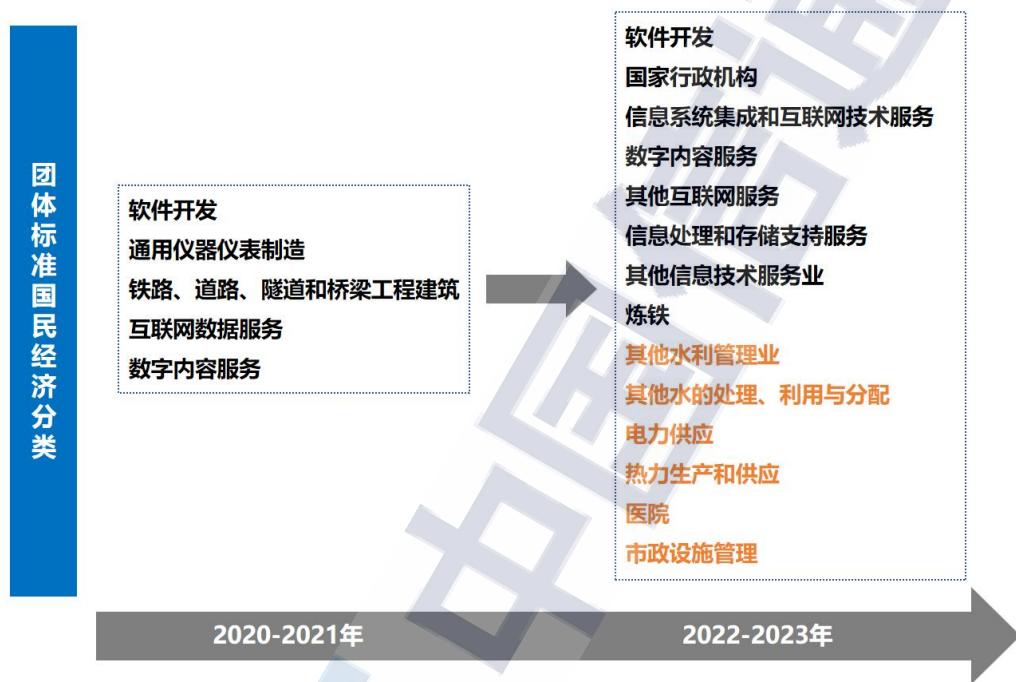 团体标准国民经济分类
软件开发
通用仪器仪表制造
铁路、道路、隧道和桥梁工程建筑
互联网数据服务
数字内容服务
软件开发
国家行政机构
信息系统集成和互联网技术服务
数字内容服务
其他互联网服务
信息处理和存储支持服务
其他信息技术服务业
炼铁
其他水利管理业
其他水的处理、利用与分配
电力供应
热力生产和供应
医院
市政设施管理
2020-2021年
2022-2023年
中国信通